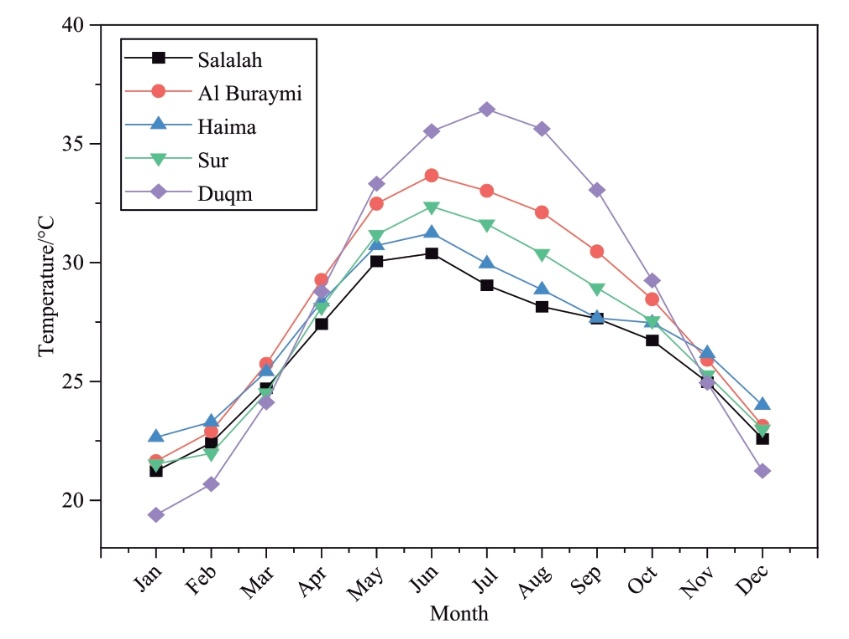 40
35
30
25
20
Temperature/°C
Salalah
Al Buraymi
Haima
Sur
Duqm
Jan Feb Mar Apr May Jun Jul Aug Sep Oct Nov Dec
Month